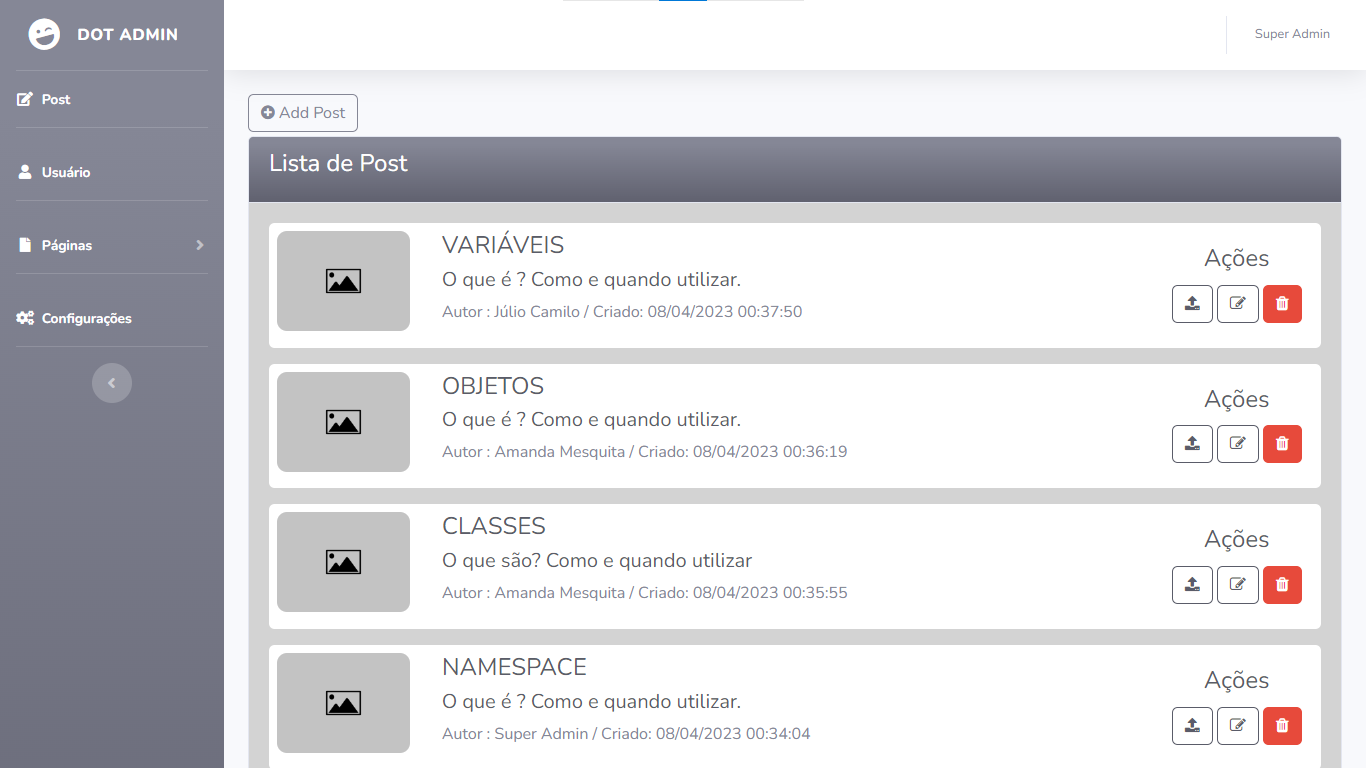 DOT ADMIN
Super Admin
Post
Usuário
Páginas
Configurações
Add Post
Lista de Post
VARIÁVEIS
O que é ? Como e quando utilizar.
Autor : Júlio Camilo / Criado: 08/04/2023 00:37:50
Ações
OBJETOS
O que é ? Como e quando utilizar.
Autor : Amanda Mesquita / Criado: 08/04/2023 00:36:19
Ações
CLASSES
O que são? Como e quando utilizar
Autor : Amanda Mesquita / Criado: 08/04/2023 00:35:55
Ações
NAMESPACE
O que é ? Como e quando utilizar.
Autor : Super Admin / Criado: 08/04/2023 00:34:04
Ações